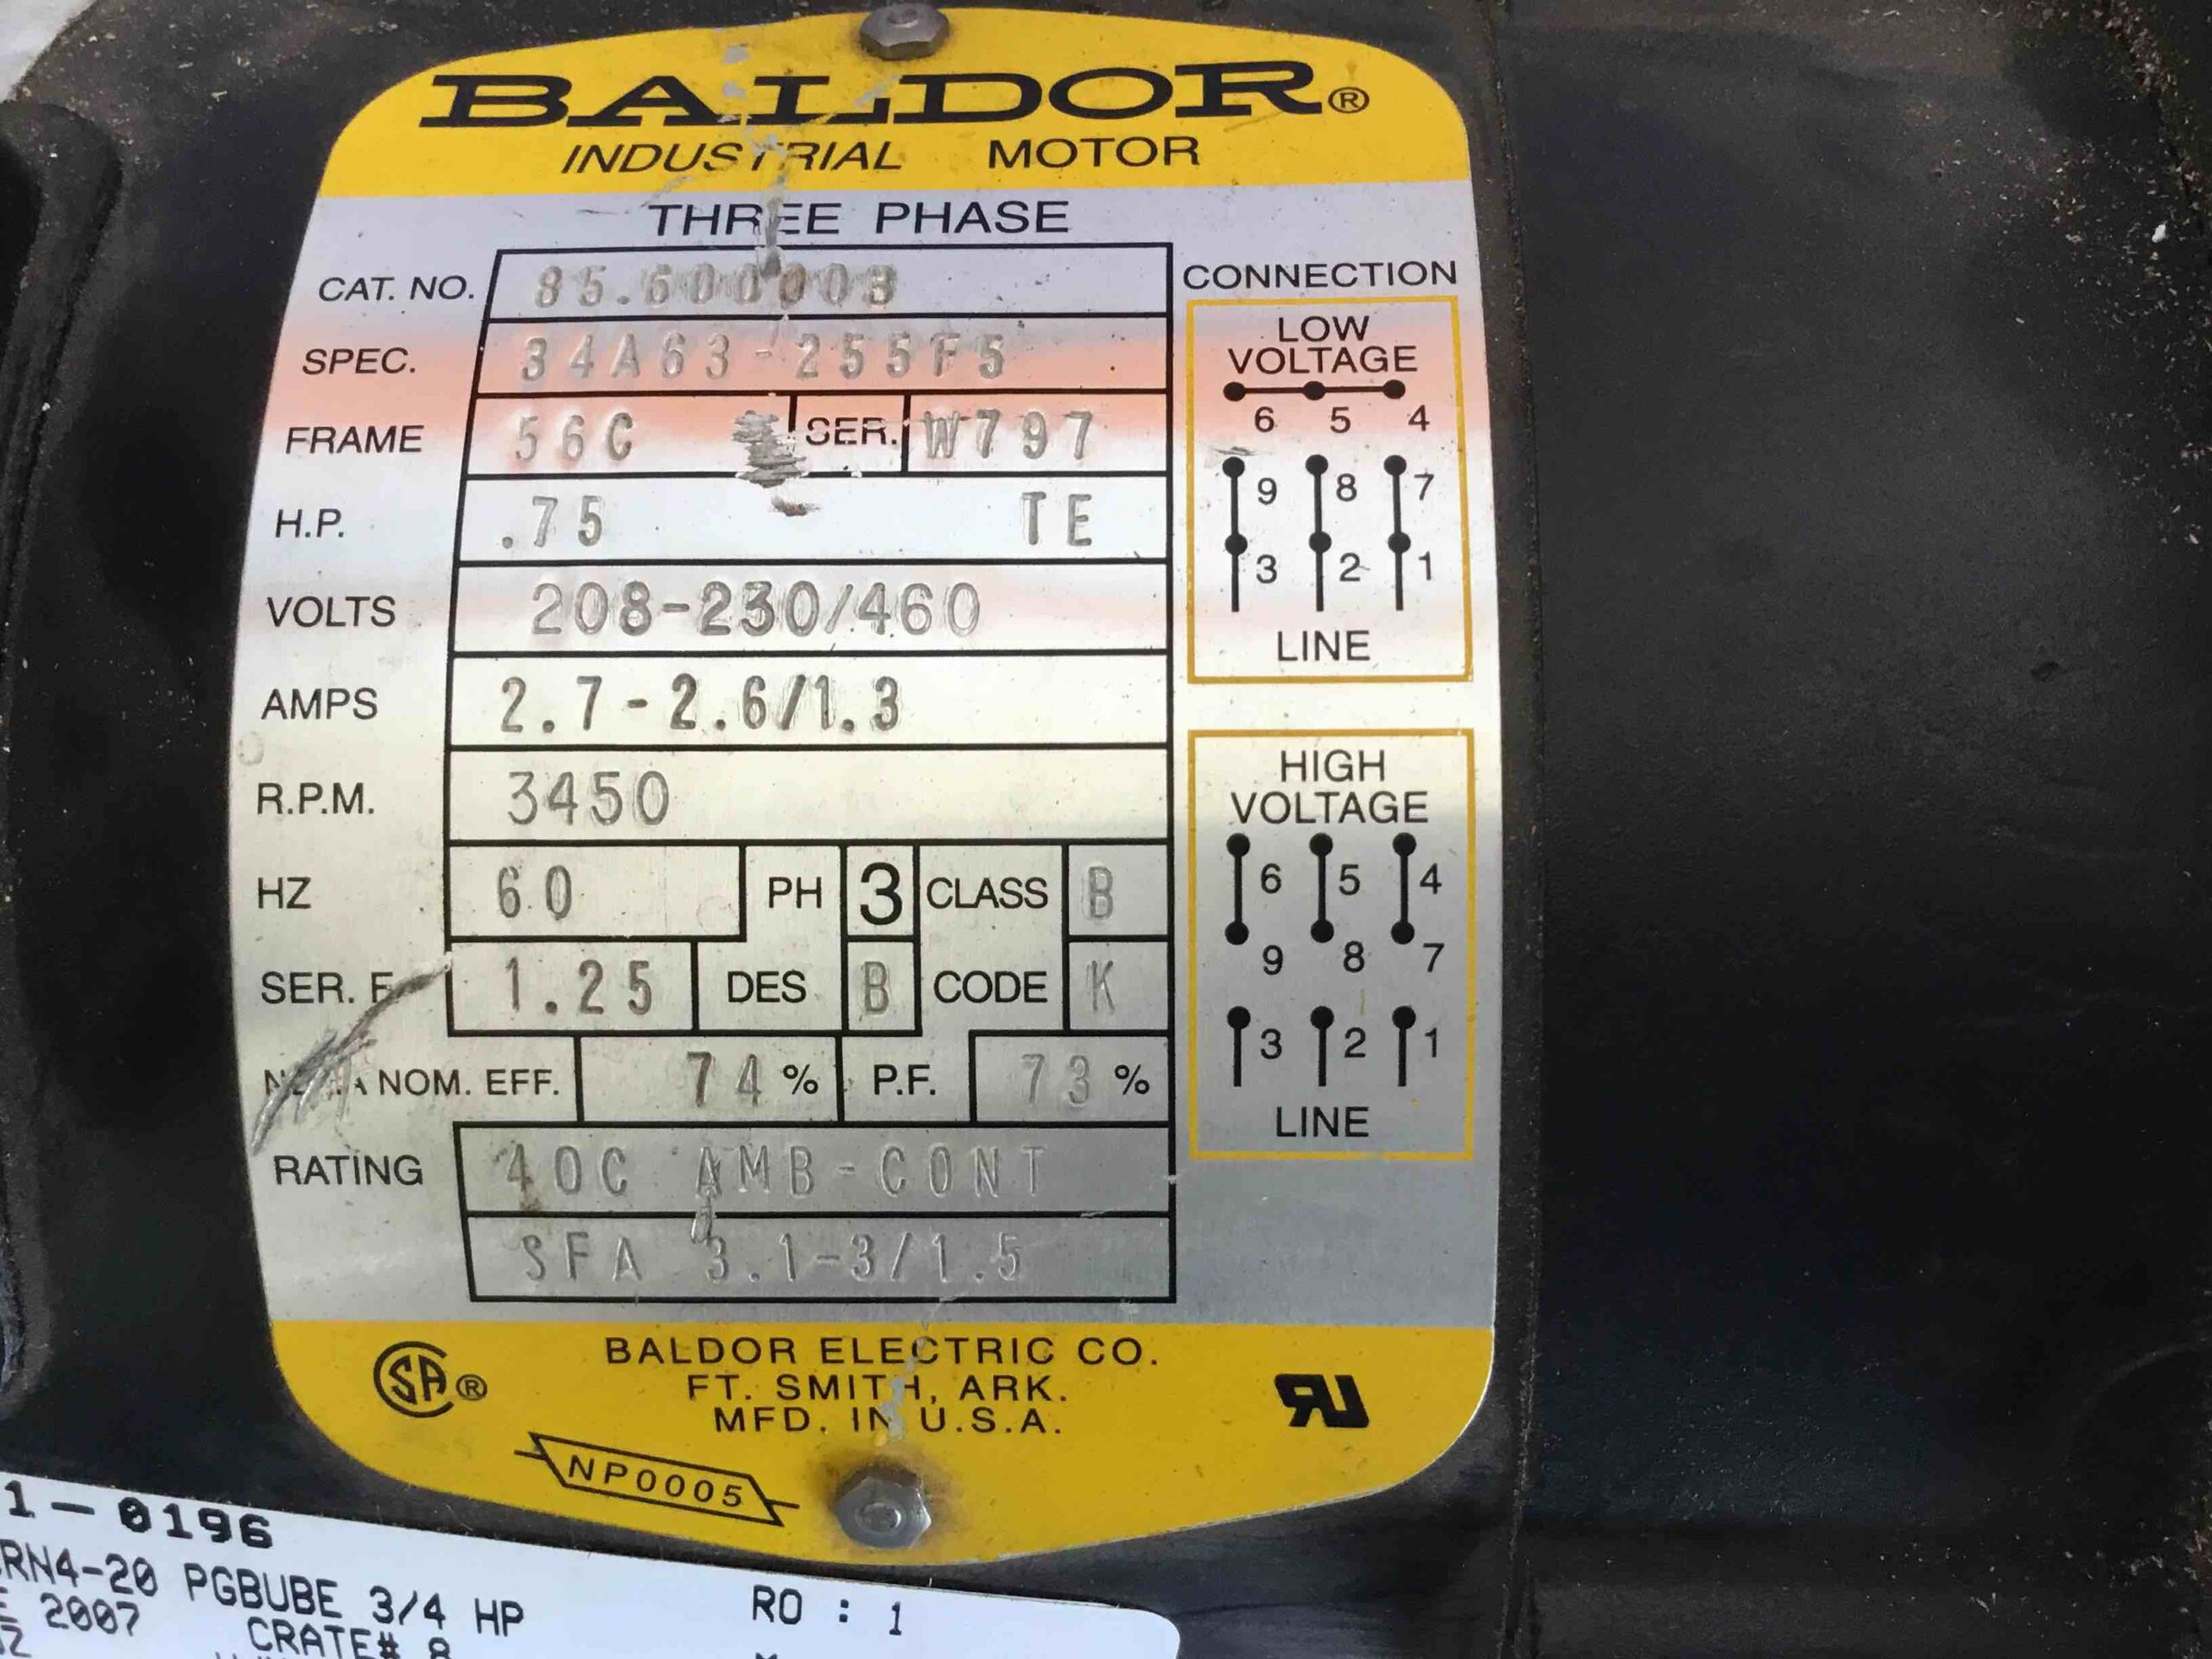 BALDOR®
INDUSTRIAL MOTOR
THREE PHASE
CAT. NO. 85.600003
SPEC. 34A63-255F5
FRAME 56C SER. W797
H.P. .75 TE
VOLTS 208-230/460
AMPS 2.7-2.6/1.3
R.P.M. 3450
HZ 60 PH 3 CLASS B
SER. F. 1.25 DES B CODE K
NOM. EFF. 74 % P.F. 73 %
RATING 40C AMB-CONT
SFA 3.1-3/1.5
CONNECTION
LOW
VOLTAGE
6 5 4
9 8 7
3 2 1
LINE
HIGH
VOLTAGE
6 5 4
9 8 7
3 2 1
LINE
BALDOR ELECTRIC CO.
FT. SMITH, ARK.
MFD. IN U.S.A.
SA®
RU
NP0005
1-0196
RN4-20 PGBUBE 3/4 HP
2007
CRATE# 8
RO : 1